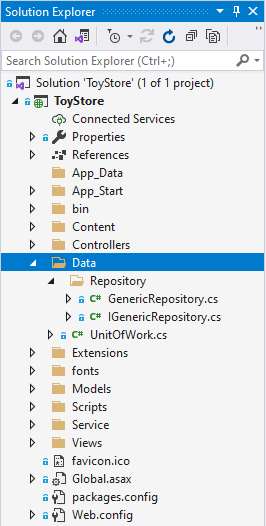 Solution Explorer
Search Solution Explorer (Ctrl+;)
Solution 'ToyStore' (1 of 1 project)
ToyStore
Connected Services
Properties
References
App_Data
App_Start
bin
Content
Controllers
Data
Repository
C# GenericRepository.cs
C# IGenericRepository.cs
C# UnitOfWork.cs
Extensions
fonts
Models
Scripts
Service
Views
favicon.ico
Global.asax
packages.config
Web.config